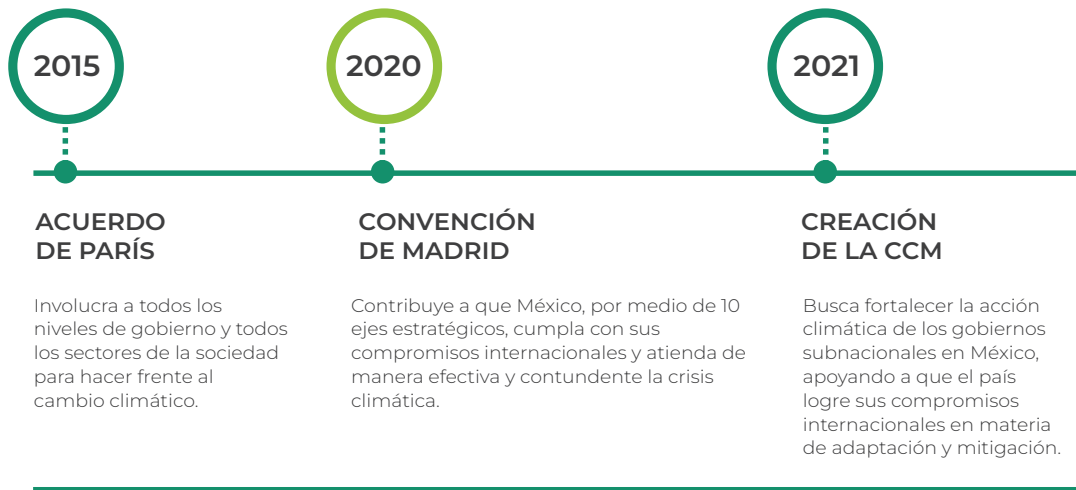 2015
2020
2021
ACUERDO
DE PARÍS
Involucra a todos los
niveles de gobierno y todos
los sectores de la sociedad
para hacer frente al
cambio climático.
CONVENCIÓN
DE MADRID
Contribuye a que México, por medio de 10
ejes estratégicos, cumpla con sus
compromisos internacionales y atienda de
manera efectiva y contundente la crisis
climática.
CREACIÓN
DE LA CCM
Busca fortalecer la acción
climática de los gobiernos
subnacionales en México,
apoyando a que el país
logre sus compromisos
internacionales en materia
de adaptación y mitigación.